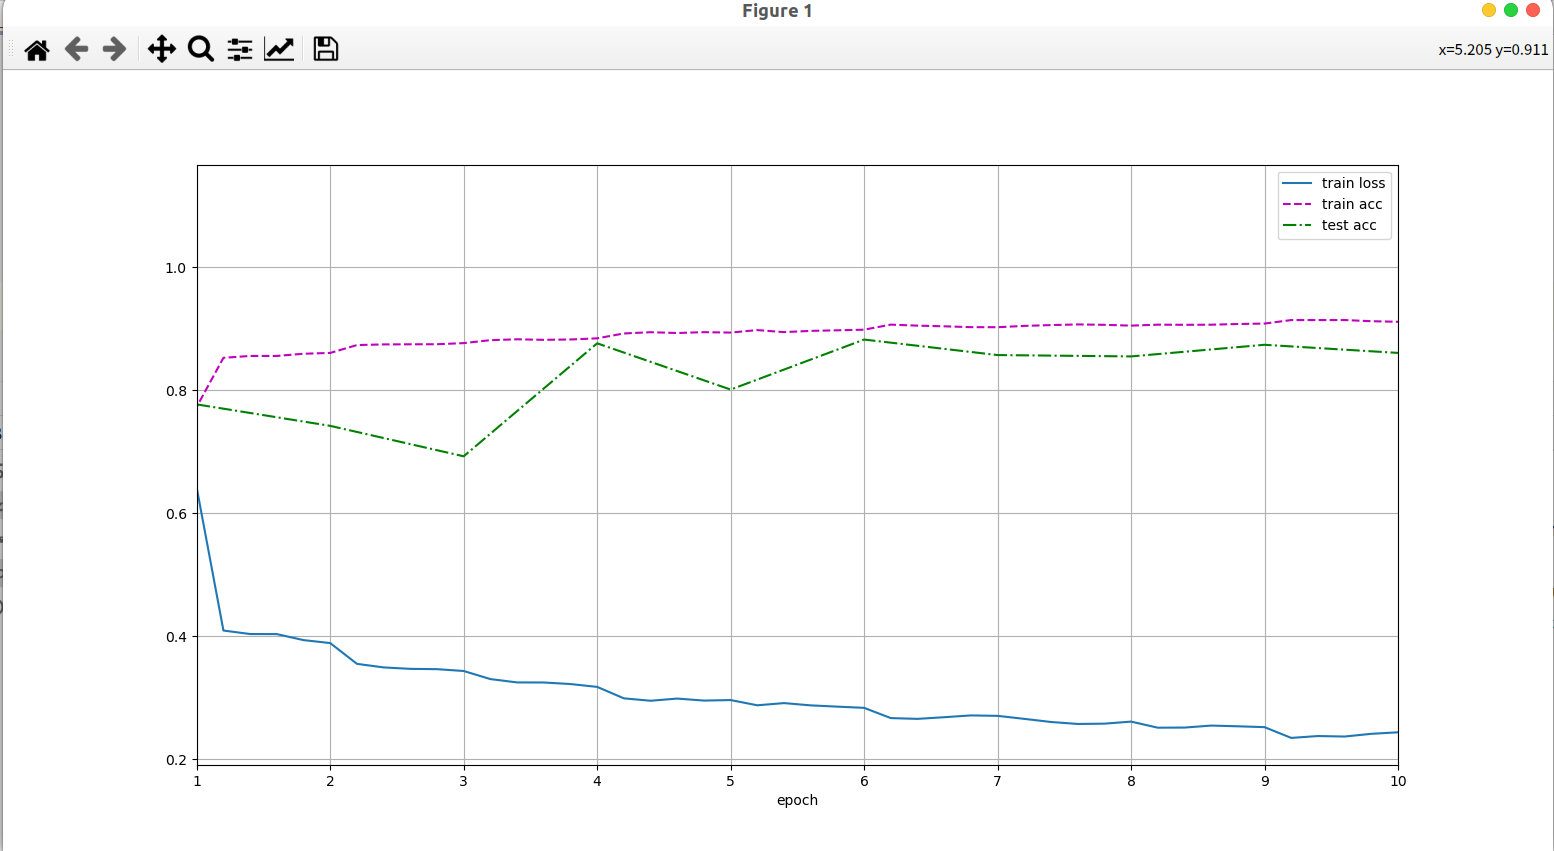 Figure 1
x=5.205 y=0.911
train loss
train acc
test acc
1.0
0.8
0.6
0.4
0.2
1 2 3 4 5 6 7 8 9 10
epoch